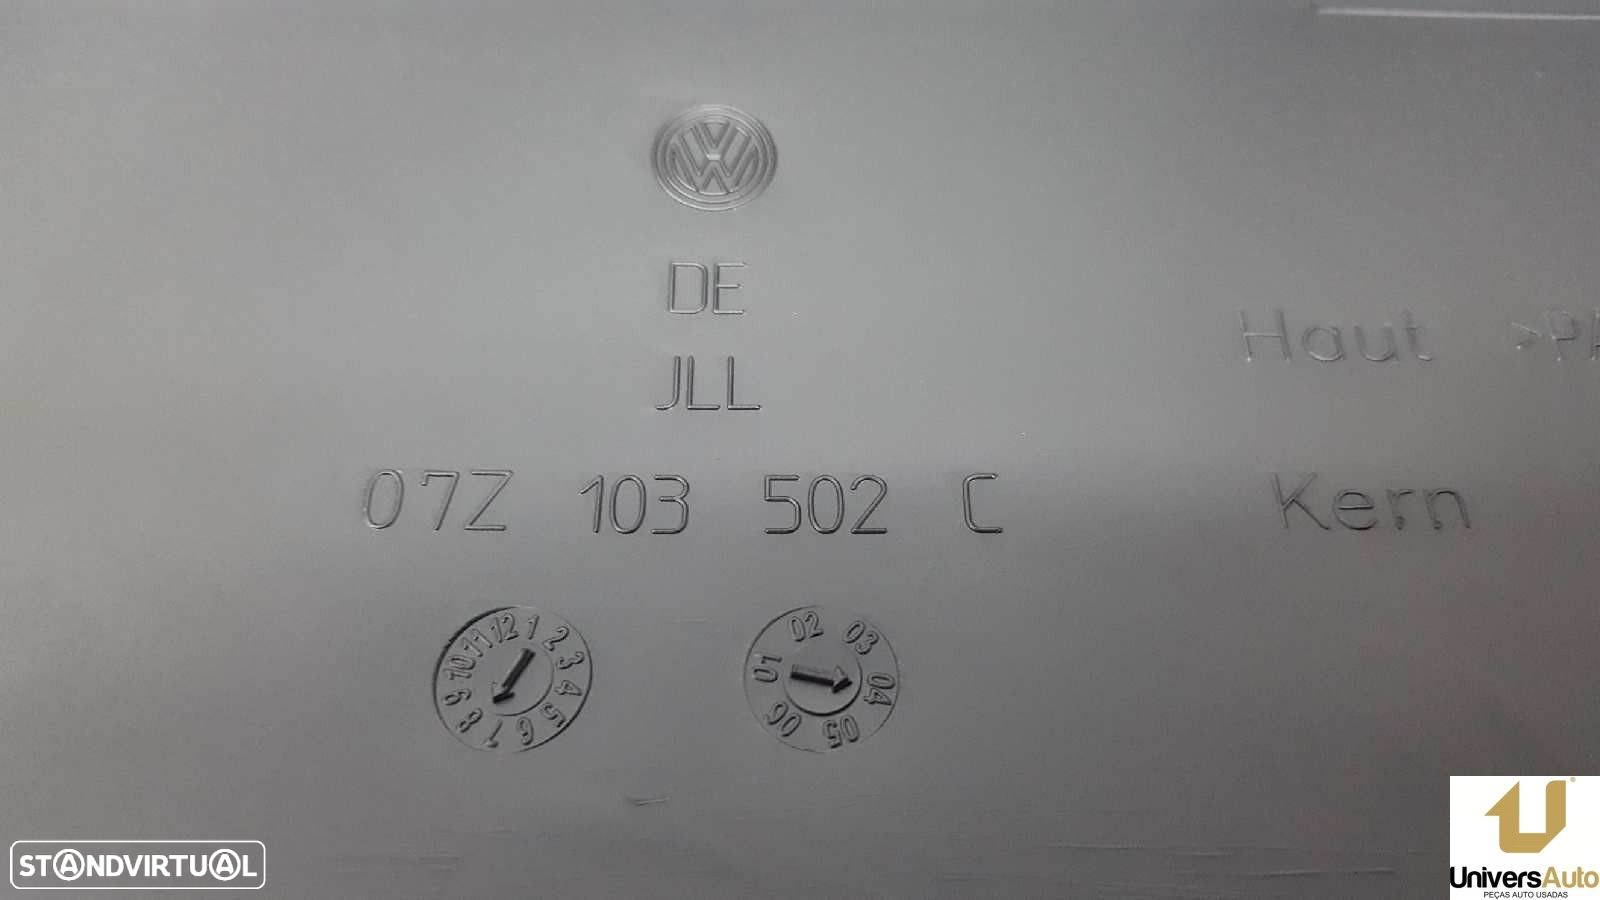 DE
JLL
07Z 103 502 C
Haut >PA
Kern
12 1 2 3 4 5 6 7 8 9 10 11
01 02 03 04 05 06
STANDVIRTUAL
UniversAuto
PEÇAS AUTO USADAS